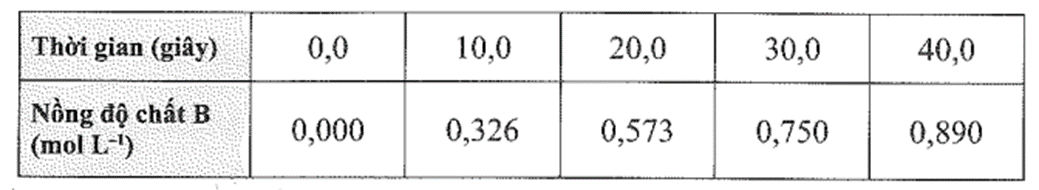 Thời gian (giây) 0,0 10,0 20,0 30,0 40,0
Nồng độ chất B
(mol L⁻¹) 0,000 0,326 0,573 0,750 0,890